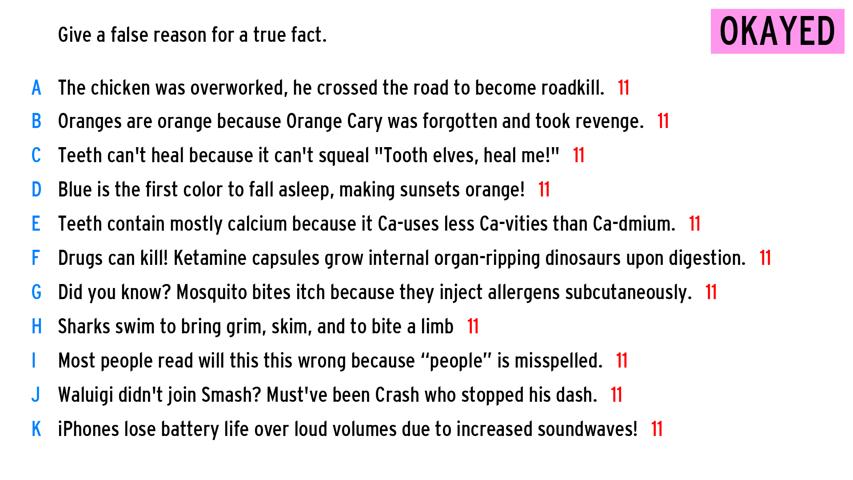 Give a false reason for a true fact.
OKAYED
A The chicken was overworked, he crossed the road to become roadkill. 11
B Oranges are orange because Orange Cary was forgotten and took revenge. 11
C Teeth can't heal because it can't squeal "Tooth elves, heal me!" 11
D Blue is the first color to fall asleep, making sunsets orange! 11
E Teeth contain mostly calcium because it Ca-uses less Ca-vities than Ca-dmium. 11
F Drugs can kill! Ketamine capsules grow internal organ-ripping dinosaurs upon digestion. 11
G Did you know? Mosquito bites itch because they inject allergens subcutaneously. 11
H Sharks swim to bring grim, skim, and to bite a limb 11
I Most people read will this this wrong because “people” is misspelled. 11
J Waluigi didn't join Smash? Must've been Crash who stopped his dash. 11
K iPhones lose battery life over loud volumes due to increased soundwaves! 11